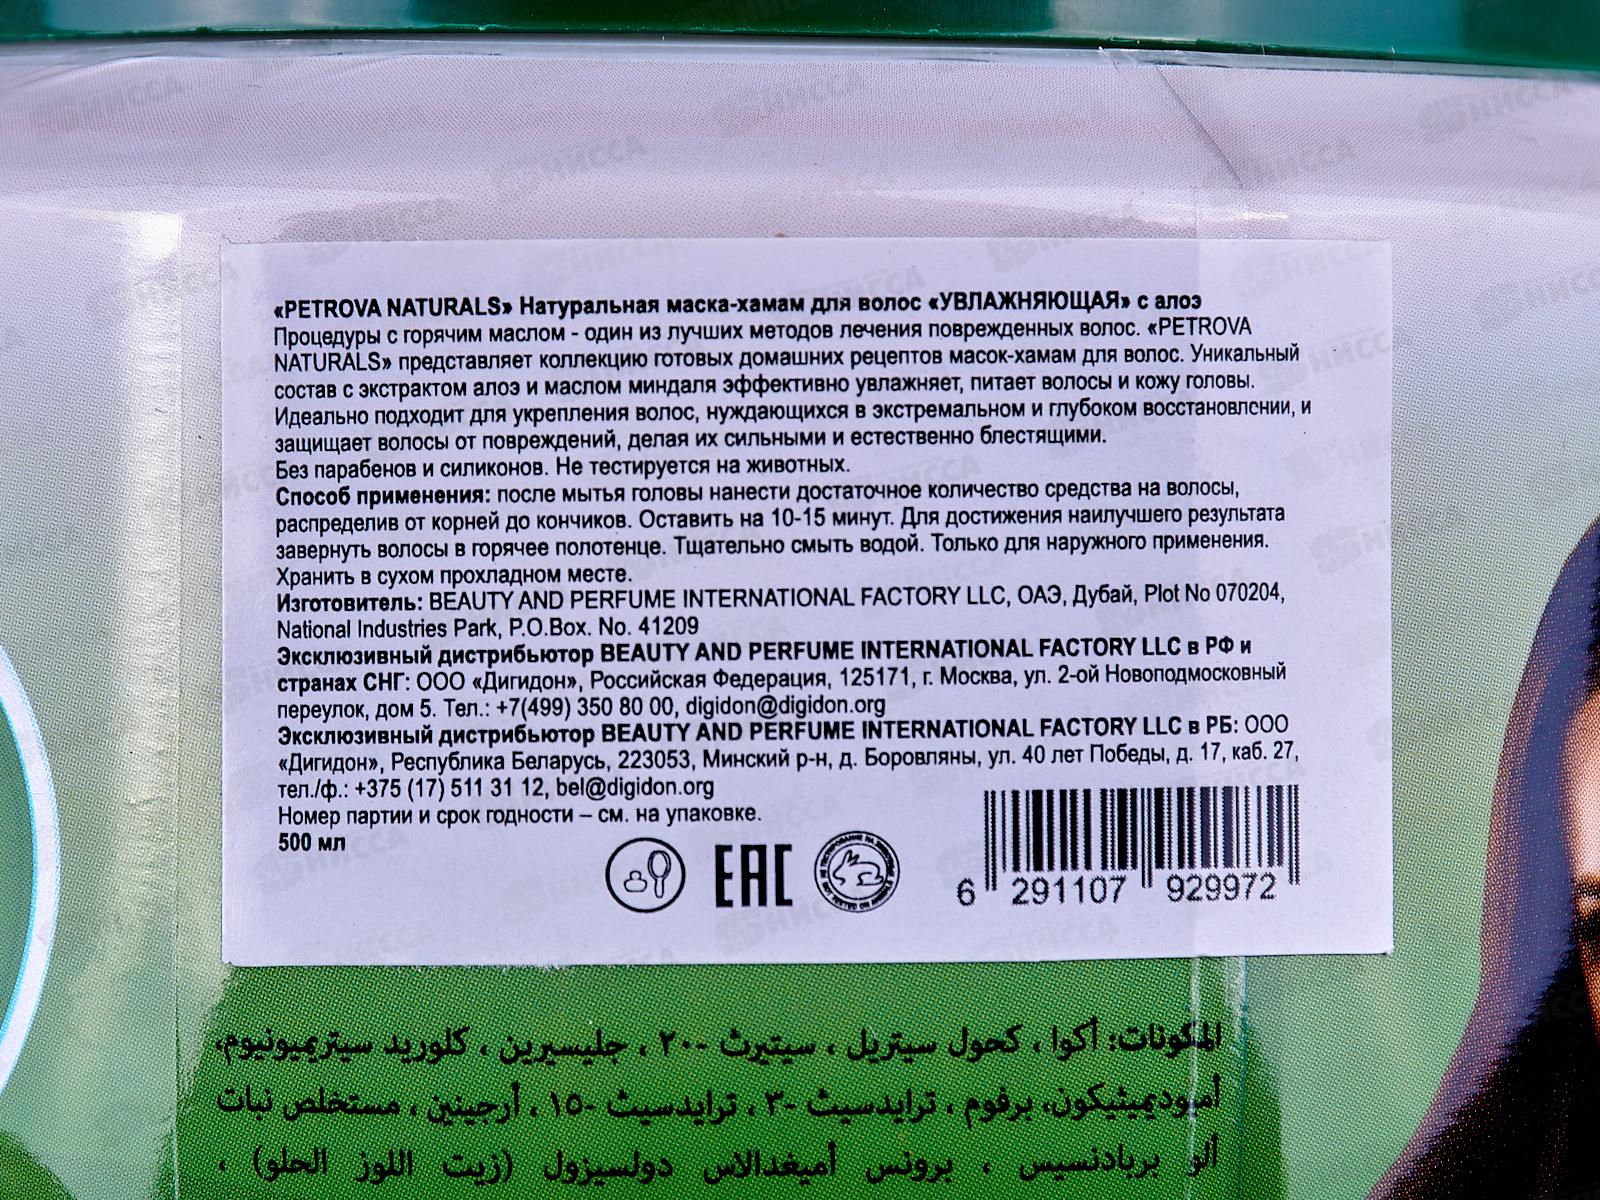 «PETROVA NATURALS» Натуральная маска-хамам для волос «УВЛАЖНЯЮЩАЯ» с алоэ
Процедуры с горячим маслом - один из лучших методов лечения поврежденных волос. «PETROVA
NATURALS» представляет коллекцию готовых домашних рецептов масок-хамам для волос. Уникальный
состав с экстрактом алоэ и маслом миндаля эффективно увлажняет, питает волосы и кожу головы.
Идеально подходит для укрепления волос, нуждающихся в экстремальном и глубоком восстановлении, и
защищает волосы от повреждений, делая их сильными и естественно блестящими.
Без парабенов и силиконов. Не тестируется на животных.
Способ применения: после мытья головы нанести достаточное количество средства на волосы,
распределив от корней до кончиков. Оставить на 10-15 минут. Для достижения наилучшего результата
завернуть волосы в горячее полотенце. Тщательно смыть водой. Только для наружного применения.
Хранить в сухом прохладном месте.
Изготовитель: BEAUTY AND PERFUME INTERNATIONAL FACTORY LLC, ОАЭ, Дубай, Plot No 070204,
National Industries Park, P.O.Box. No. 41209
Эксклюзивный дистрибьютор BEAUTY AND PERFUME INTERNATIONAL FACTORY LLC в РФ и
странах СНГ: ООО «Дигидон», Российская Федерация, 125171, г. Москва, ул. 2-ой Новоподмосковный
переулок, дом 5. Тел.: +7(499) 350 80 00, digidon@digidon.org
Эксклюзивный дистрибьютор BEAUTY AND PERFUME INTERNATIONAL FACTORY LLC в РБ: ООО
«Дигидон», Республика Беларусь, 223053, Минский р-н, д. Боровляны, ул. 40 лет Победы, д. 17, каб. 27,
тел./ф.: +375 (17) 511 31 12, bel@digidon.org
Номер партии и срок годности – см. на упаковке.
500 мл
EAC
6 291107 929972
المكونات: أكوا ، كحول سيتريل ، سيتيرث -٢٠ ، جليسيرين ، كلوريد سيتريميونيوم،
أموديميثيكون، برفوم ، ترايدسيث -٣ ، ترايدسيث -١٥ ، أرجينين ، مستخلص نبات
ألو بربادنسيس ، برونس أميغدالاس دولسيزول (زيت اللوز الحلو) ،